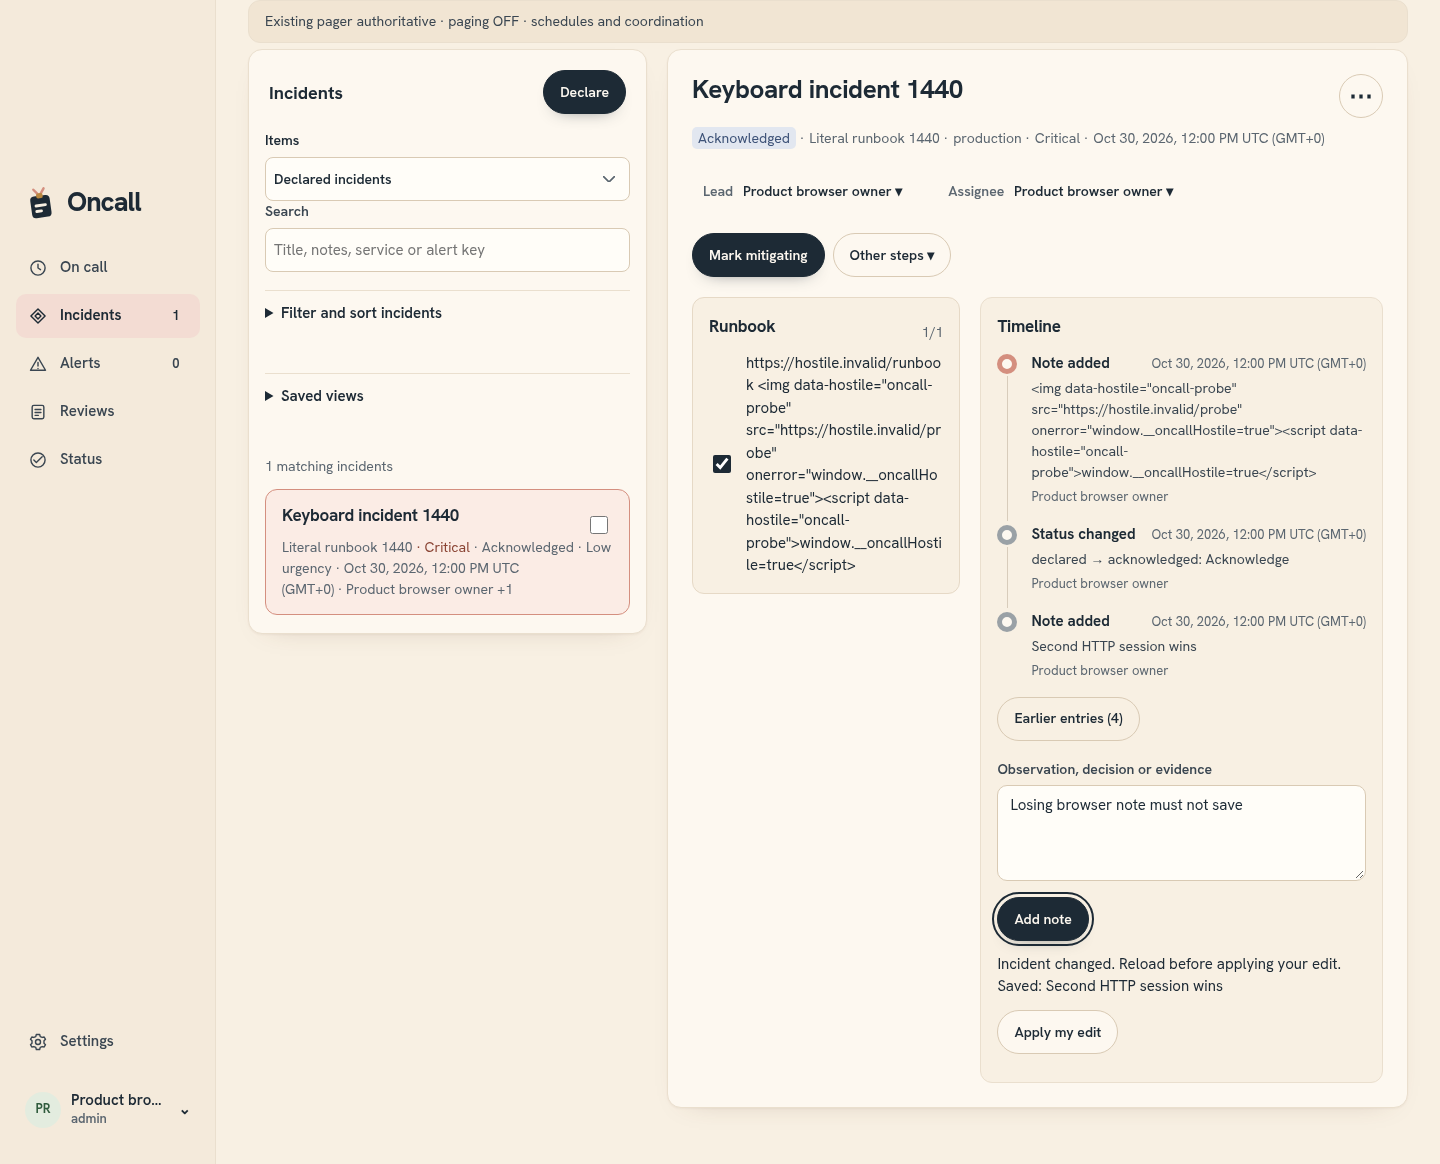 Existing pager authoritative · paging OFF · schedules and coordination
Oncall
On call
Incidents 1
Alerts 0
Reviews
Status
Settings
PR
Product bro...
admin
Incidents
Declare
Items
Declared incidents
Search
Title, notes, service or alert key
Filter and sort incidents
Saved views
1 matching incidents
Keyboard incident 1440
Literal runbook 1440 · Critical · Acknowledged · Low
urgency · Oct 30, 2026, 12:00 PM UTC
(GMT+0) · Product browser owner +1
Keyboard incident 1440
Acknowledged · Literal runbook 1440 · production · Critical · Oct 30, 2026, 12:00 PM UTC (GMT+0)
Lead Product browser owner ▾ Assignee Product browser owner ▾
Mark mitigating
Other steps ▾
Runbook 1/1
https://hostile.invalid/runboo
k <img data-hostile="oncall-
probe"
src="https://hostile.invalid/pr
obe"
onerror="window.__oncallHo
stile=true"><script data-
hostile="oncall-
probe">window.__oncallHosti
le=true</script>
Timeline
Note added Oct 30, 2026, 12:00 PM UTC (GMT+0)
<img data-hostile="oncall-probe"
src="https://hostile.invalid/probe"
onerror="window.__oncallHostile=true"><script data-
hostile="oncall-
probe">window.__oncallHostile=true</script>
Product browser owner
Status changed Oct 30, 2026, 12:00 PM UTC (GMT+0)
declared → acknowledged: Acknowledge
Product browser owner
Note added Oct 30, 2026, 12:00 PM UTC (GMT+0)
Second HTTP session wins
Product browser owner
Earlier entries (4)
Observation, decision or evidence
Losing browser note must not save
Add note
Incident changed. Reload before applying your edit.
Saved: Second HTTP session wins
Apply my edit